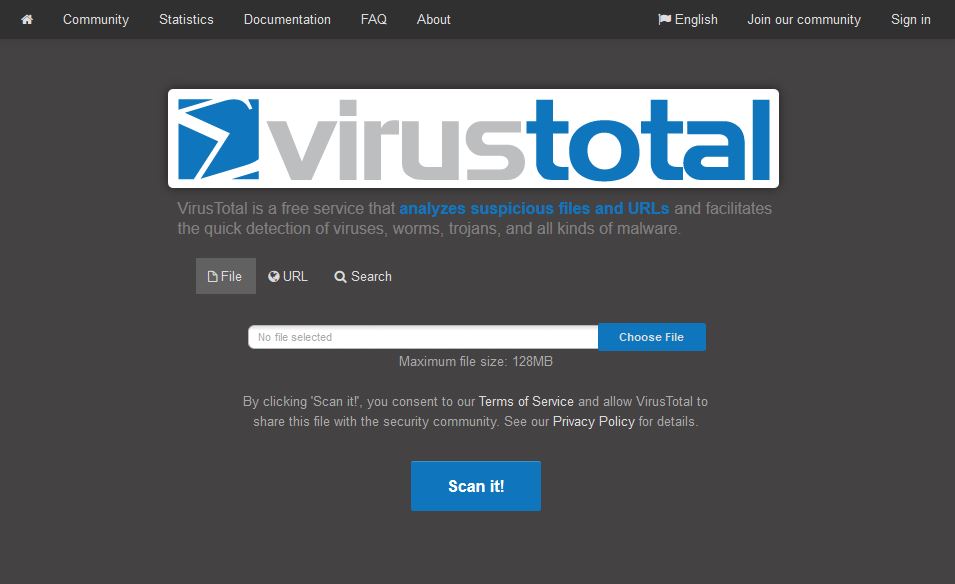 Community Statistics Documentation FAQ About English Join our community Sign in
virustotal
VirusTotal is a free service that analyzes suspicious files and URLs and facilitates
the quick detection of viruses, worms, trojans, and all kinds of malware.
File URL Search
No file selected Choose File
Maximum file size: 128MB
By clicking 'Scan it!', you consent to our Terms of Service and allow VirusTotal to
share this file with the security community. See our Privacy Policy for details.
Scan it!